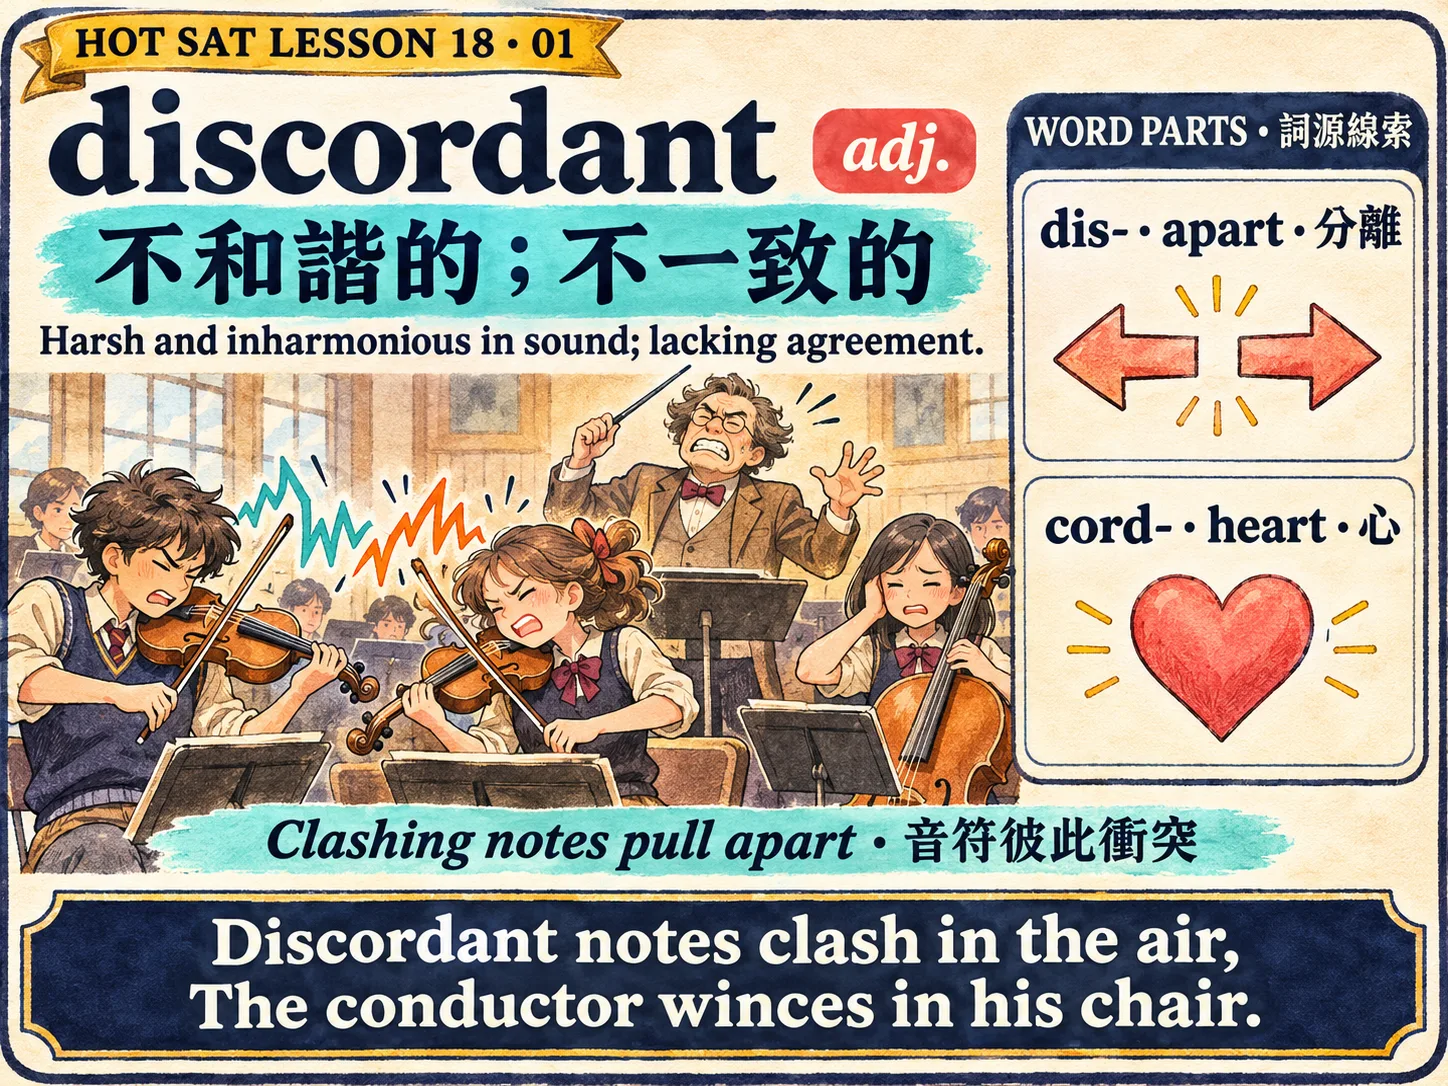 HOT SAT LESSON 18 • 01
discordant
adj.
不和諧的；不一致的
Harsh and inharmonious in sound; lacking agreement.
WORD PARTS • 詞源線索
dis- • apart • 分離
cord- • heart • 心
Clashing notes pull apart • 音符彼此衝突
Discordant notes clash in the air,
The conductor winces in his chair.